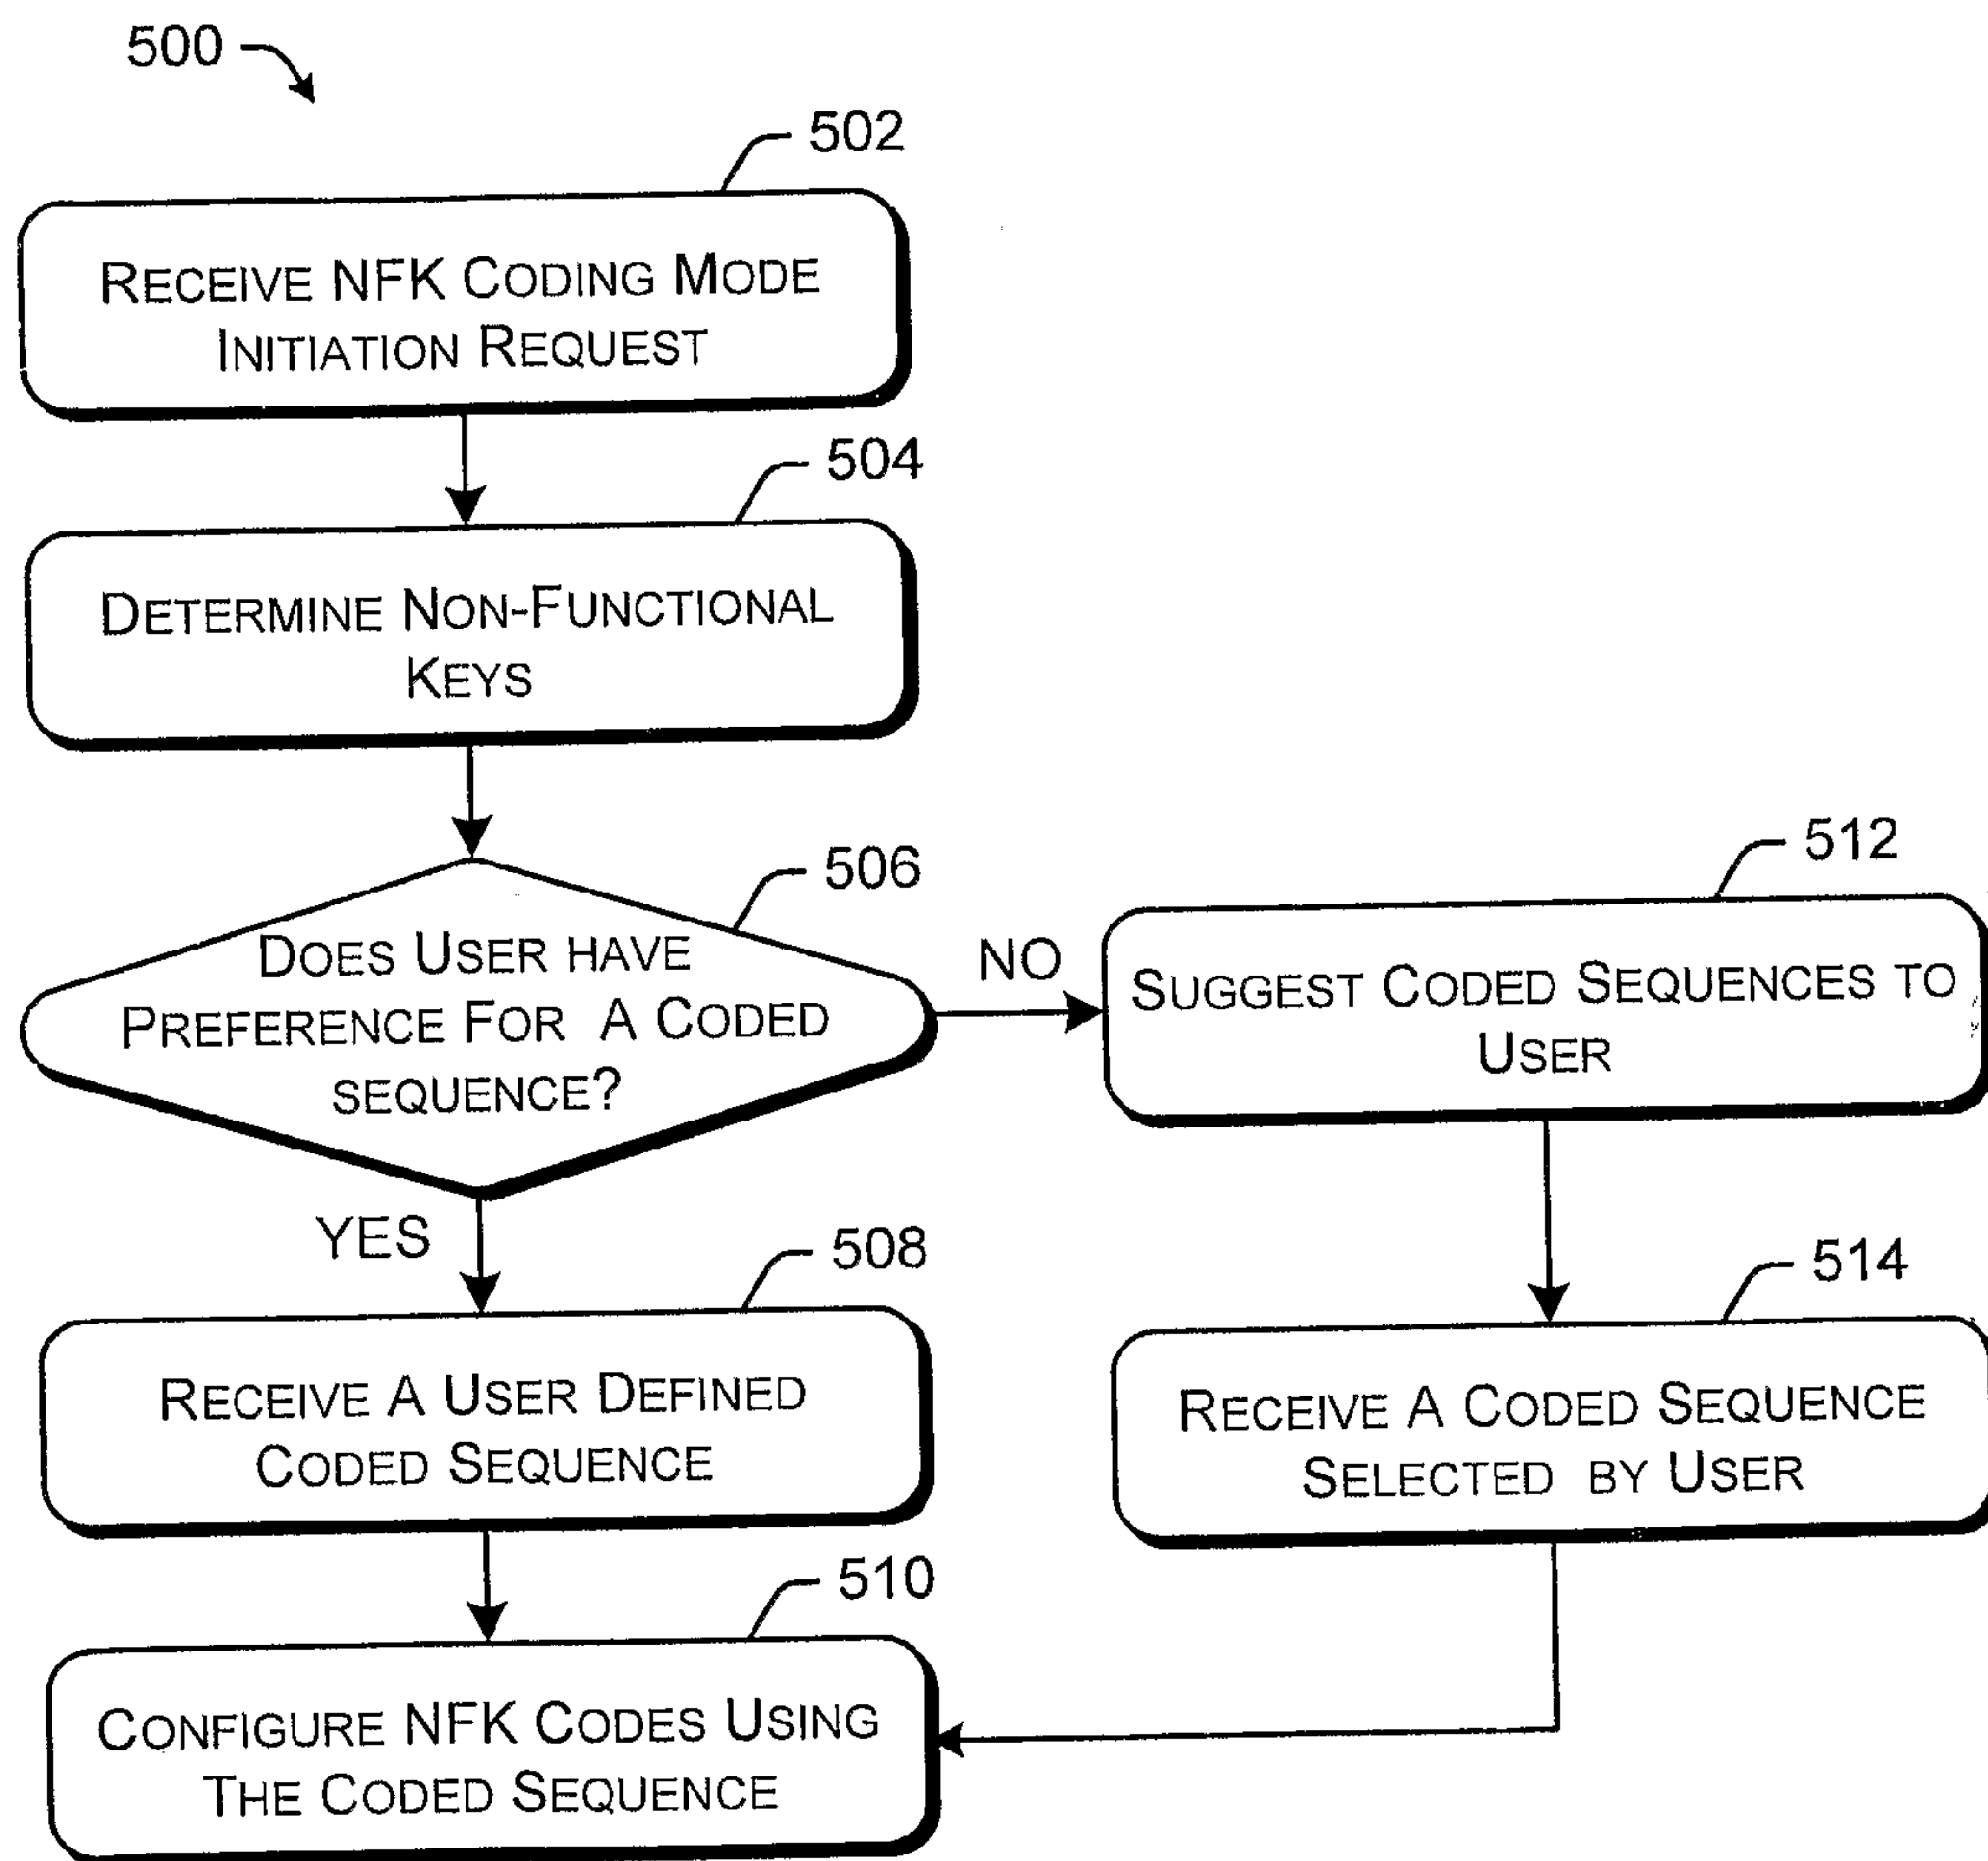 500
502
RECEIVE NFK CODING MODE
INITIATION REQUEST
504
DETERMINE NON-FUNCTIONAL
KEYS
506
DOES USER HAVE
PREFERENCE FOR A CODED
SEQUENCE?
NO
512
SUGGEST CODED SEQUENCES TO
USER
YES
508
RECEIVE A USER DEFINED
CODED SEQUENCE
514
RECEIVE A CODED SEQUENCE
SELECTED BY USER
510
CONFIGURE NFK CODES USING
THE CODED SEQUENCE